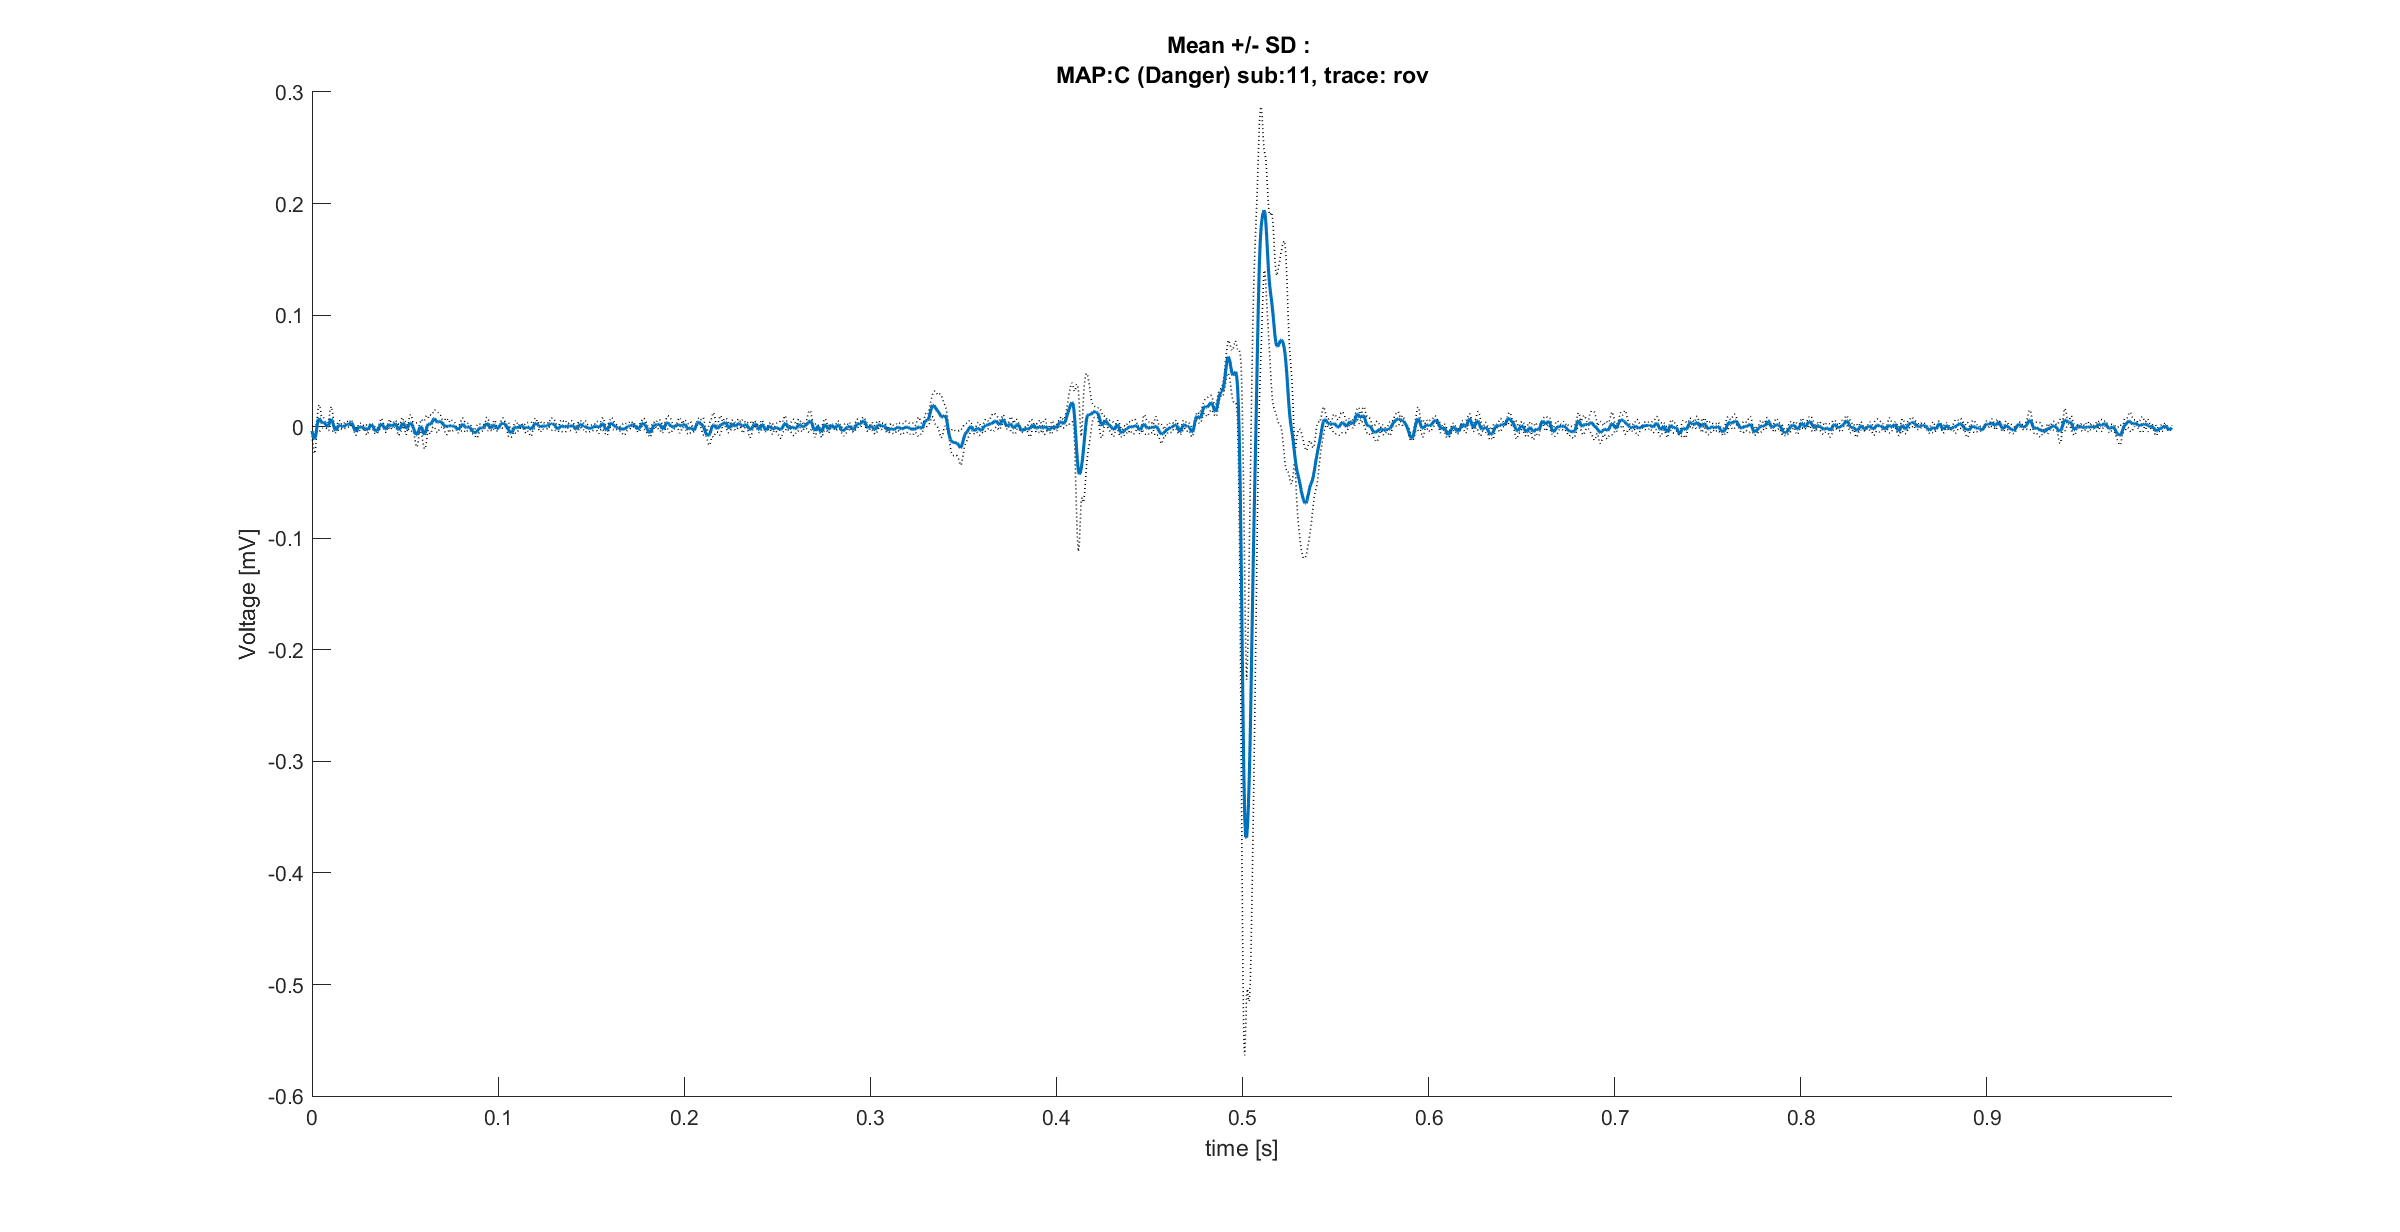 Mean +/- SD :
MAP:C (Danger) sub:11, trace: rov
0.3
0.2
0.1
0
-0.1
-0.2
-0.3
-0.4
-0.5
-0.6
Voltage [mV]
0 0.1 0.2 0.3 0.4 0.5 0.6 0.7 0.8 0.9
time [s]